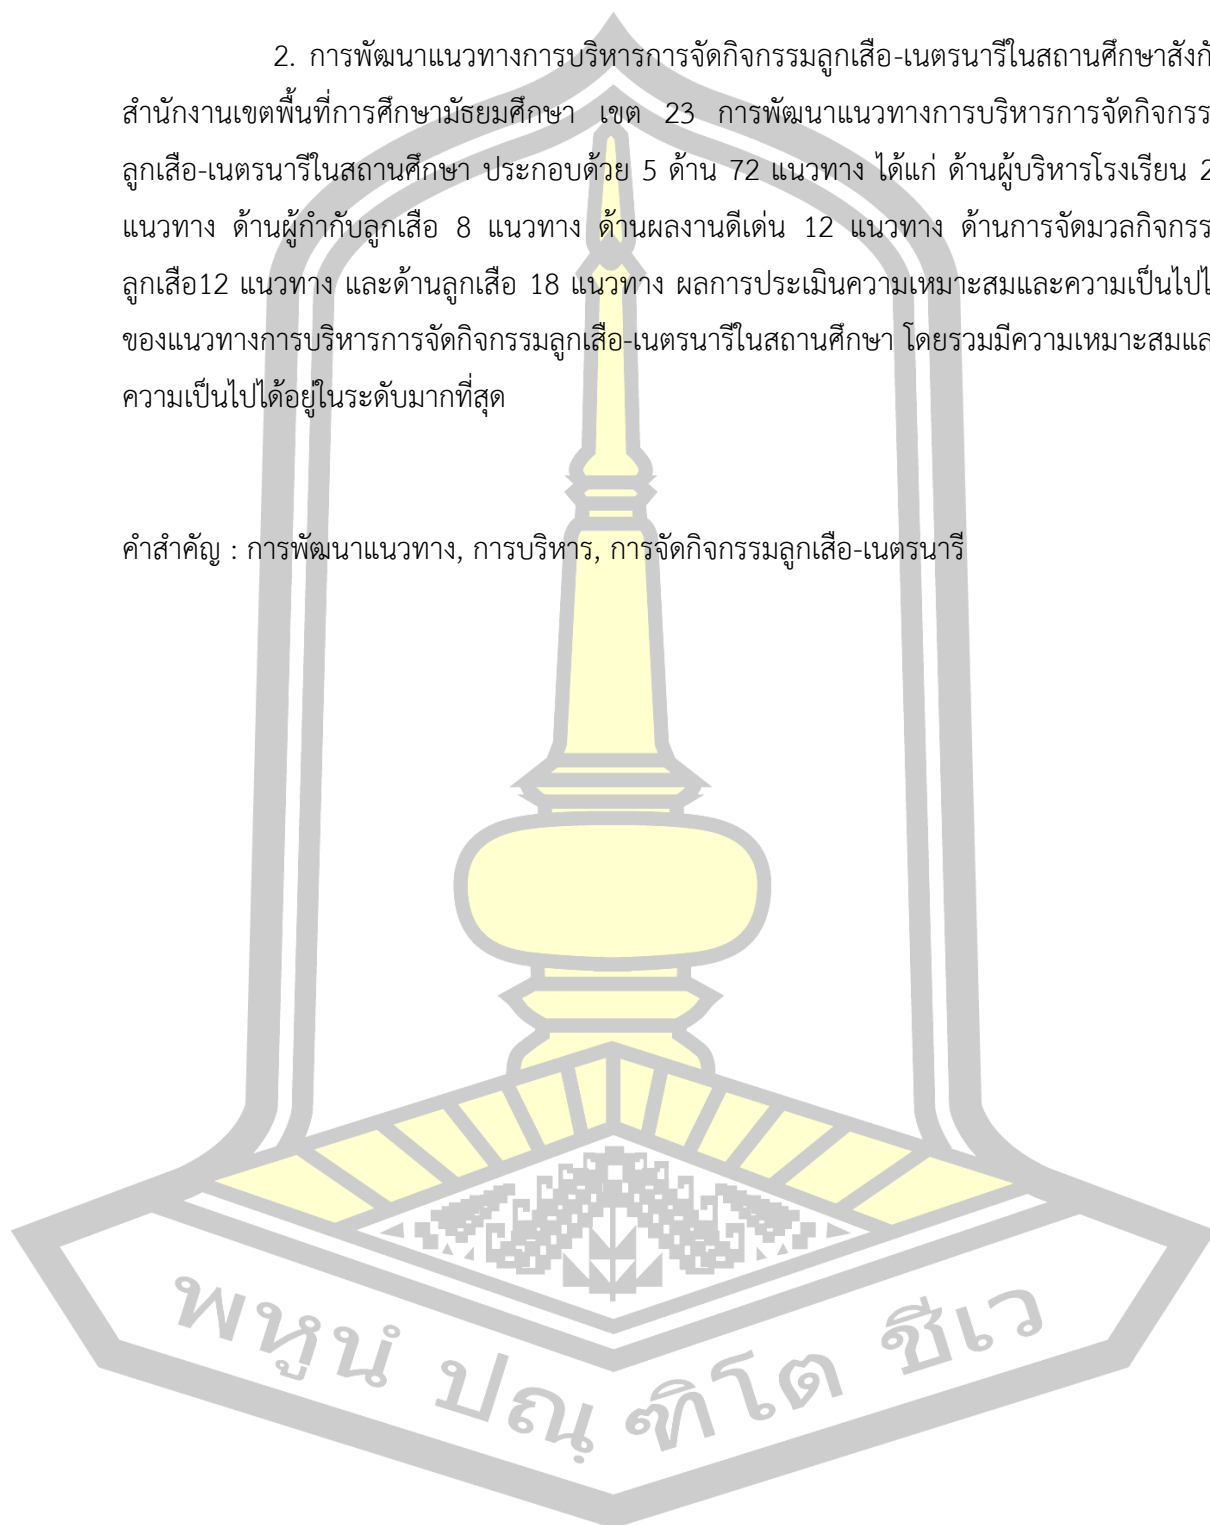 2. การพัฒนาแนวทางการบริหารการจัดกิจกรรมลูกเสือ-เนตรนารีในสถานศึกษาสังกั
สำนักงานเขตพื้นที่การศึกษามัธยมศึกษา เขต 23 การพัฒนาแนวทางการบริหารการจัดกิจกรร
ลูกเสือ-เนตรนารีในสถานศึกษา ประกอบด้วย 5 ด้าน 72 แนวทาง ได้แก่ ด้านผู้บริหารโรงเรียน 2
แนวทาง ด้านผู้กำกับลูกเสือ 8 แนวทาง ด้านผลงานดีเด่น 12 แนวทาง ด้านการจัดมวลกิจกรร
ลูกเสือ12 แนวทาง และด้านลูกเสือ 18 แนวทาง ผลการประเมินความเหมาะสมและความเป็นไปไ
ของแนวทางการบริหารการจัดกิจกรรมลูกเสือ-เนตรนารีในสถานศึกษา โดยรวมมีความเหมาะสมแล
ความเป็นไปได้อยู่ในระดับมากที่สุด
คำสำคัญ : การพัฒนาแนวทาง, การบริหาร, การจัดกิจกรรมลูกเสือ-เนตรนารี
พหูนํ ปณฺ ฑิโต ชีเว